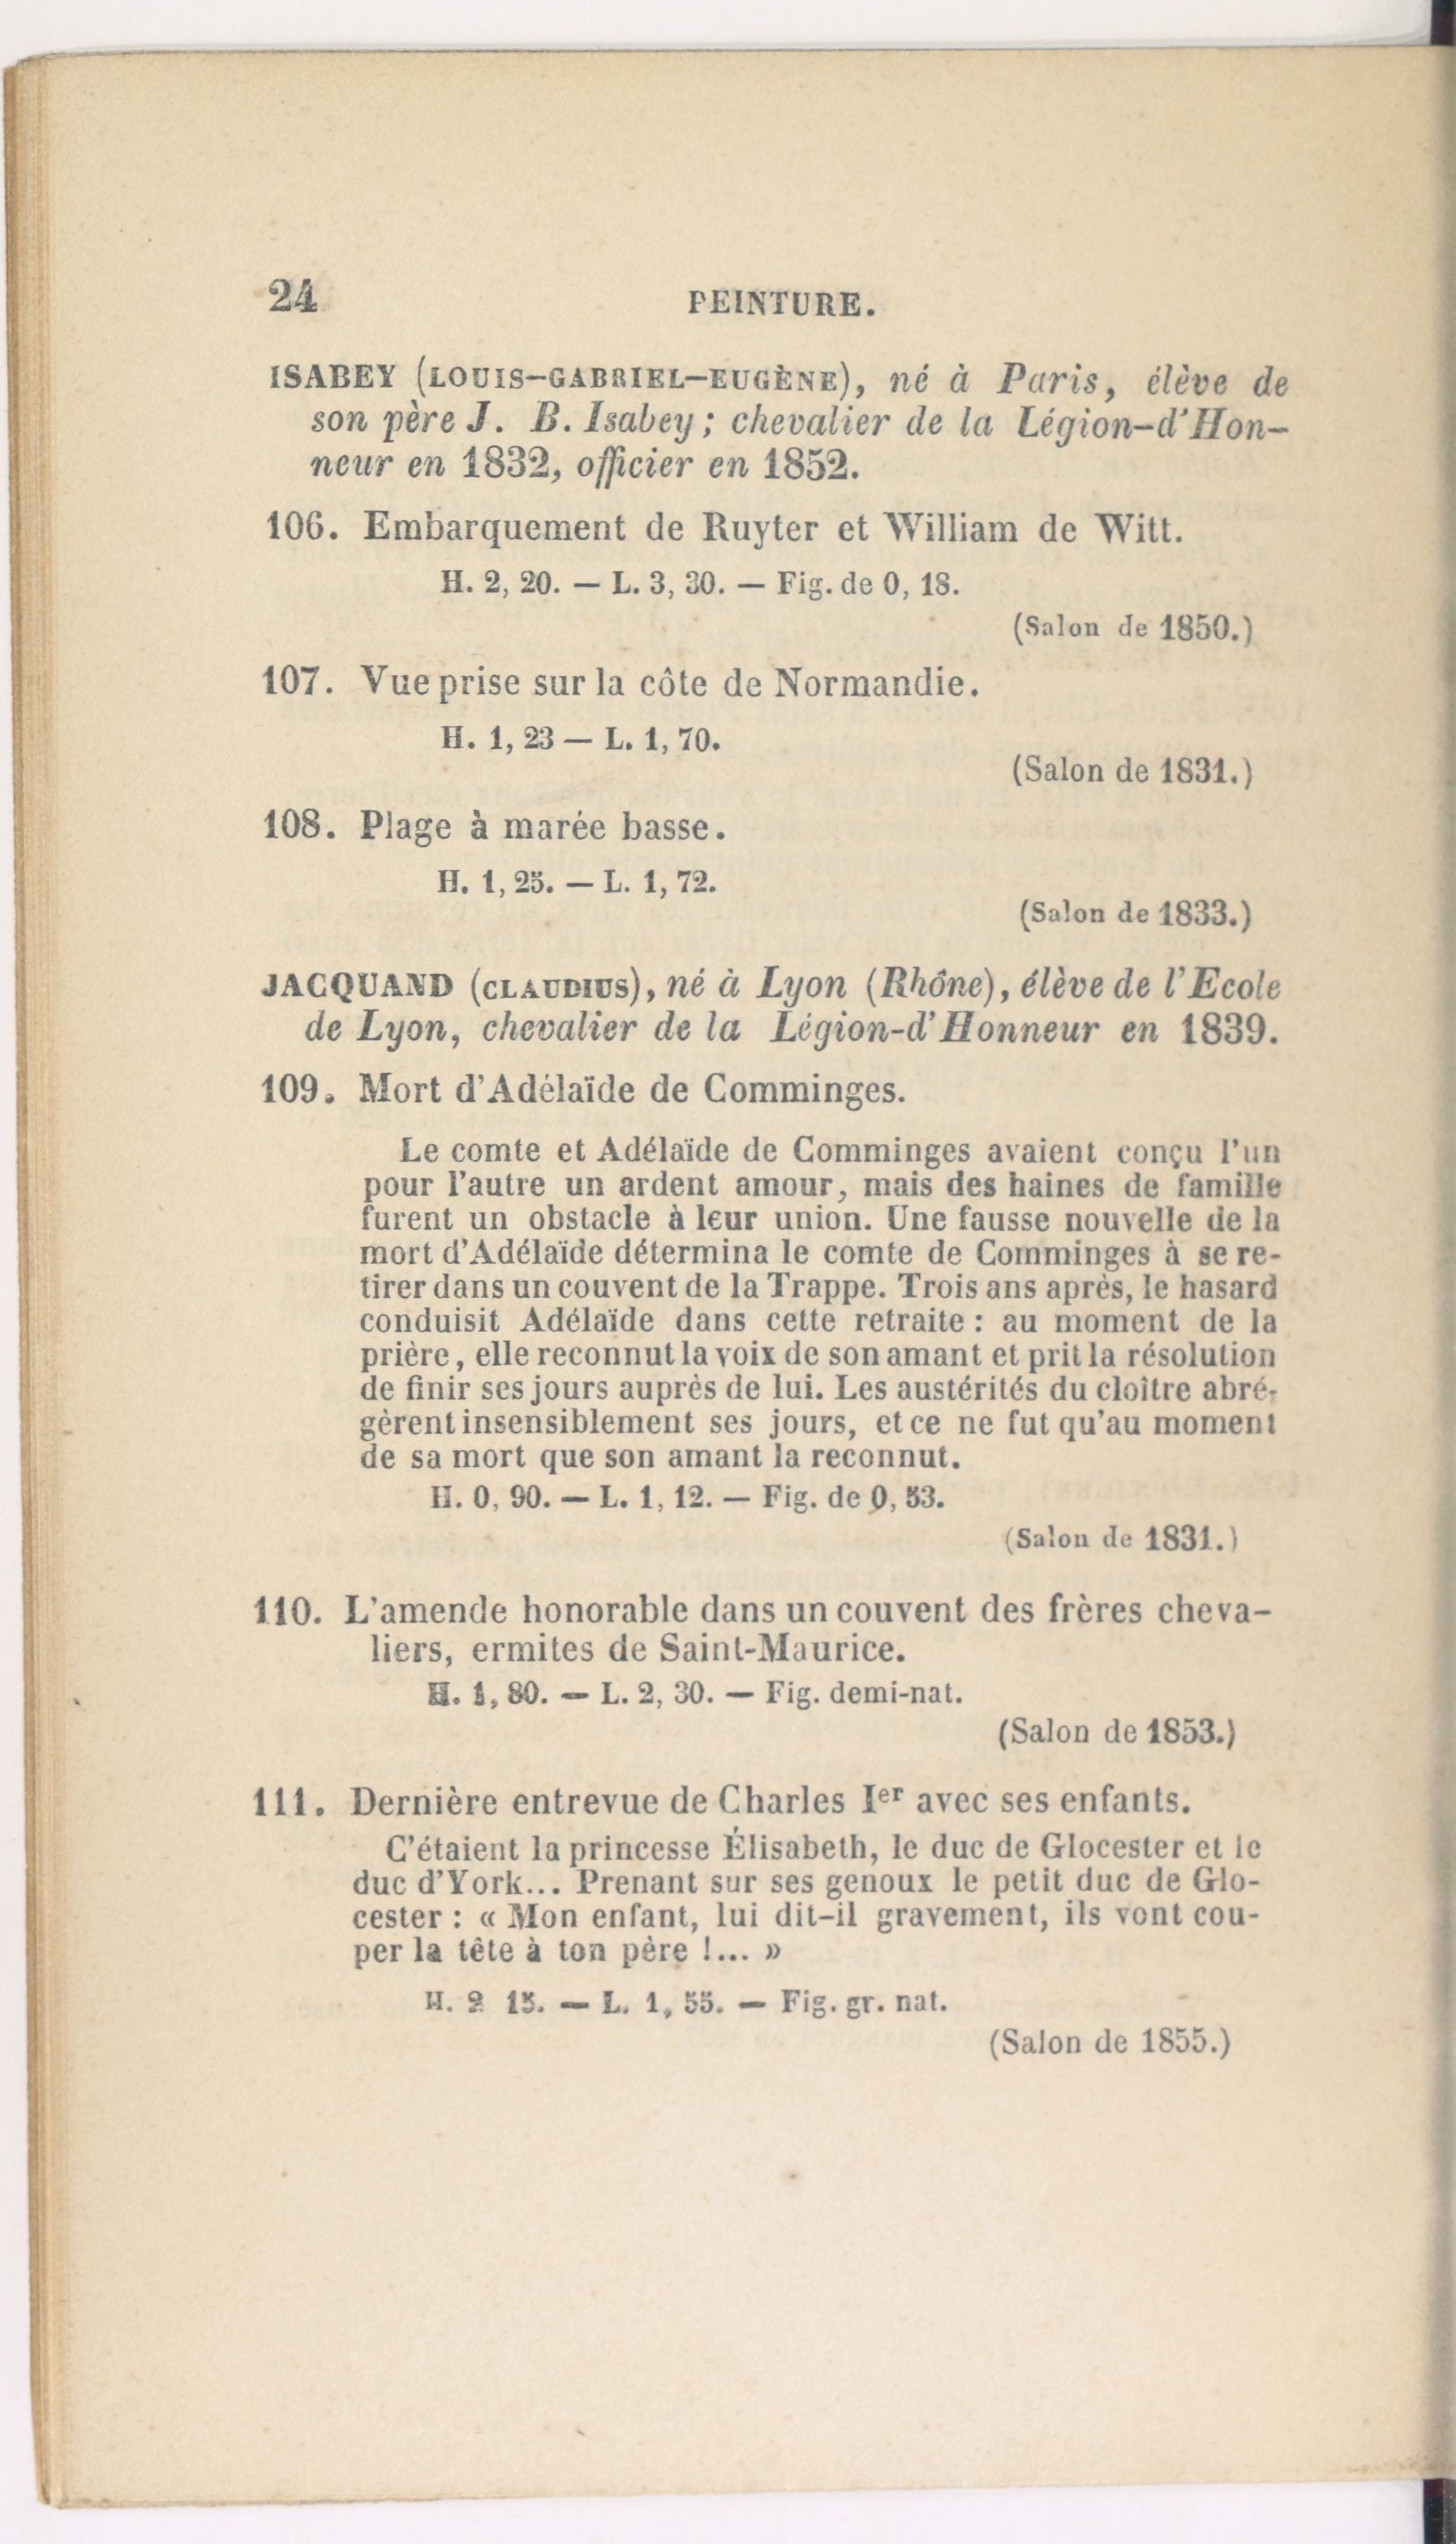 24 PEINTURE.
ISABEY (LOUIS-GABRIEL-EUGÈNE), né à Paris, élève de
son père J. B. Isabey; chevalier de la Légion-d'Hon-
neur en 1832, officier en 1852.
106. Embarquement de Ruyter et William de Witt.
H. 2, 20. — L. 3, 30. — Fig. de 0, 18.
(Salon de 1850.)
107. Vue prise sur la côte de Normandie.
H. 1, 23 — L. 1, 70.
(Salon de 1831.)
108. Plage à marée basse.
H. 1, 25. — L. 1, 72.
(Salon de 1833.)
JACQUAND (CLAUDIUS), né à Lyon (Rhône), élève de l'Ecole
de Lyon, chevalier de la Légion-d'Honneur en 1839.
109. Mort d'Adélaïde de Comminges.
Le comte et Adélaïde de Comminges avaient conçu l'un
pour l'autre un ardent amour, mais des haines de famille
furent un obstacle à leur union. Une fausse nouvelle de la
mort d'Adélaïde détermina le comte de Comminges à se re-
tirer dans un couvent de la Trappe. Trois ans après, le hasard
conduisit Adélaïde dans cette retraite : au moment de la
prière, elle reconnut la voix de son amant et prit la résolution
de finir ses jours auprès de lui. Les austérités du cloître abré-
gèrent insensiblement ses jours, et ce ne fut qu'au moment
de sa mort que son amant la reconnut.
H. 0, 90. — L. 1, 12. — Fig. de 0, 53.
(Salon de 1831.)
110. L'amende honorable dans un couvent des frères cheva-
liers, ermites de Saint-Maurice.
H. 1, 80. — L. 2, 30. — Fig. demi-nat.
(Salon de 1853.)
111. Dernière entrevue de Charles Ier avec ses enfants.
C'étaient la princesse Élisabeth, le duc de Glocester et le
duc d'York... Prenant sur ses genoux le petit duc de Glo-
cester : « Mon enfant, lui dit-il gravement, ils vont cou-
per la tête à ton père !... »
H. 2 15. — L. 1, 55. — Fig. gr. nat.
(Salon de 1855.)